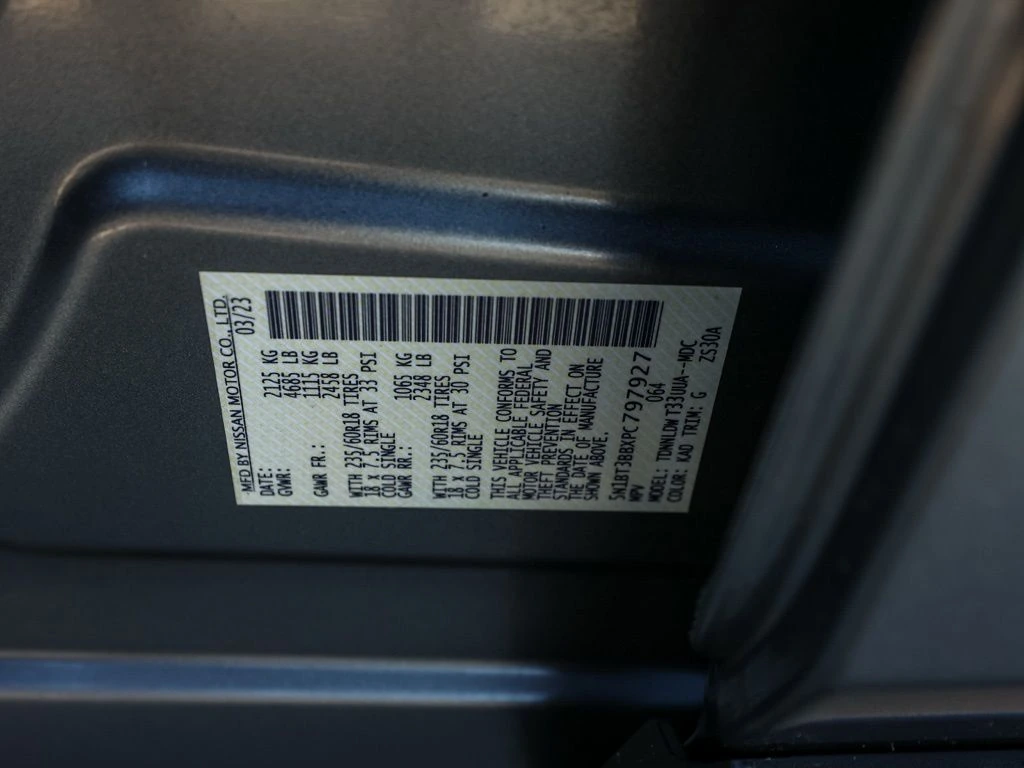 MFD BY NISSAN MOTOR CO., LTD.
DATE: 03/23
GVWR: 2125 KG
4685 LB
GAWR FR.: 1115 KG
2458 LB
WITH 235/60R18 TIRES
18 x 7.5 RIMS AT 33 PSI
COLD SINGLE
GAWR RR.: 1065 KG
2348 LB
WITH 235/60R18 TIRES
18 x 7.5 RIMS AT 30 PSI
COLD SINGLE
THIS VEHICLE CONFORMS TO
ALL APPLICABLE FEDERAL
MOTOR VEHICLE SAFETY AND
THEFT PREVENTION
STANDARDS IN EFFECT ON
THE DATE OF MANUFACTURE
SHOWN ABOVE.
5N1BT3BBXPC797927
MPV 064
MODEL: TDNNLDWT33UUA--MDC
COLOR: KAD TRIM: G ZS30A